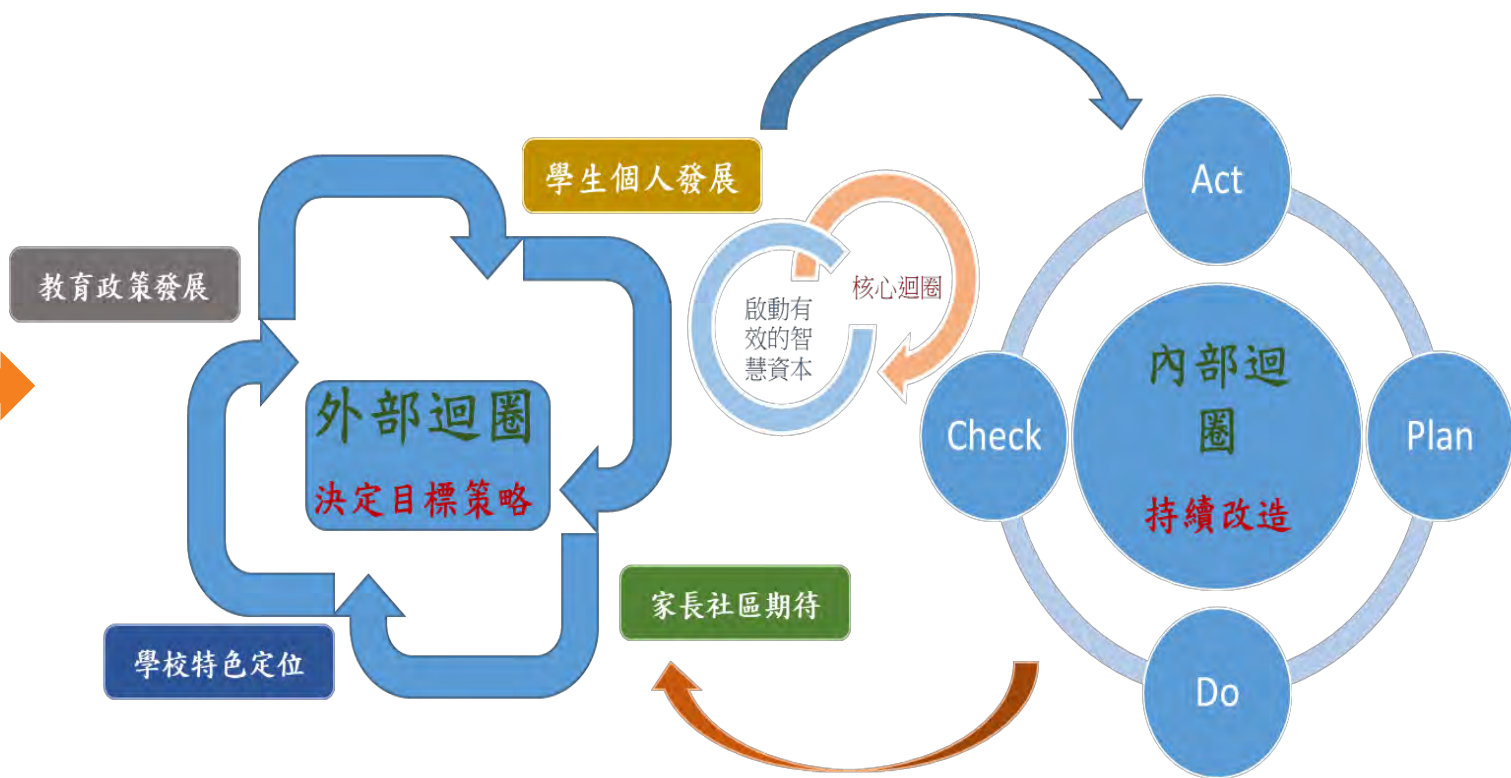 學生個人發展
教育政策發展
外部迴圈
決定目標策略
學校特色定位
家長社區期待
核心迴圈
啟動有
效的智
慧資本
Act
Check
內部迴
圈
持續改造
Plan
Do